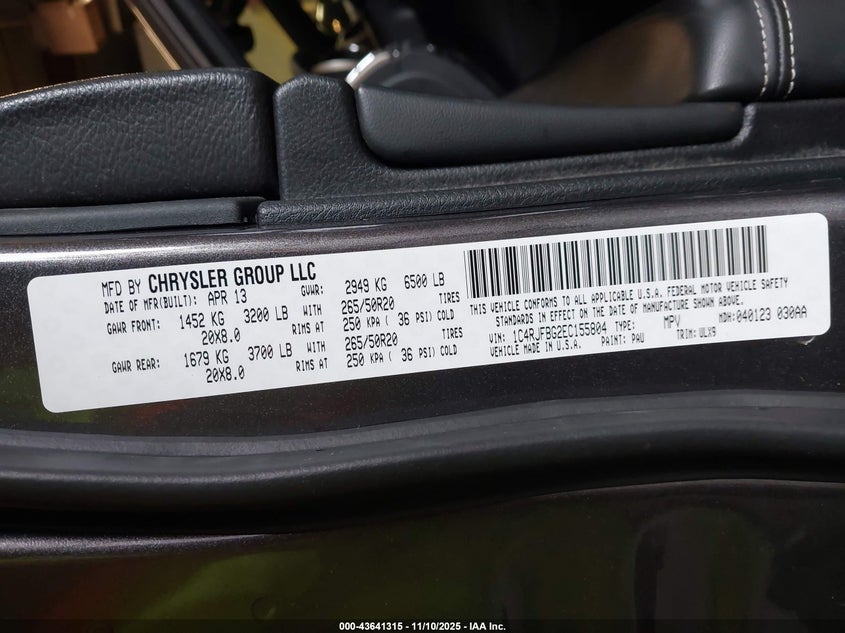 MFD BY CHRYSLER GROUP LLC
DATE OF MFR(BUILT): APR 13 GVWR: 2949 KG 6500 LB
GAWR FRONT: 1452 KG 3200 LB WITH 265/50R20 TIRES
20X8.0 RIMS AT 250 KPA ( 36 PSI) COLD
GAWR REAR: 1679 KG 3700 LB WITH 265/50R20 TIRES
20X8.0 RIMS AT 250 KPA ( 36 PSI) COLD
THIS VEHICLE CONFORMS TO ALL APPLICABLE U.S.A. FEDERAL MOTOR VEHICLE SAFETY
STANDARDS IN EFFECT ON THE DATE OF MANUFACTURE SHOWN ABOVE.
VIN: 1C4RJFBG2EC155804 TYPE: MPV MDH: 040123 030AA
VEHICLE MADE IN U.S.A. PAINT: PAU TRIM: ULX9
000-43641315 - 11/10/2025 - IAA Inc.